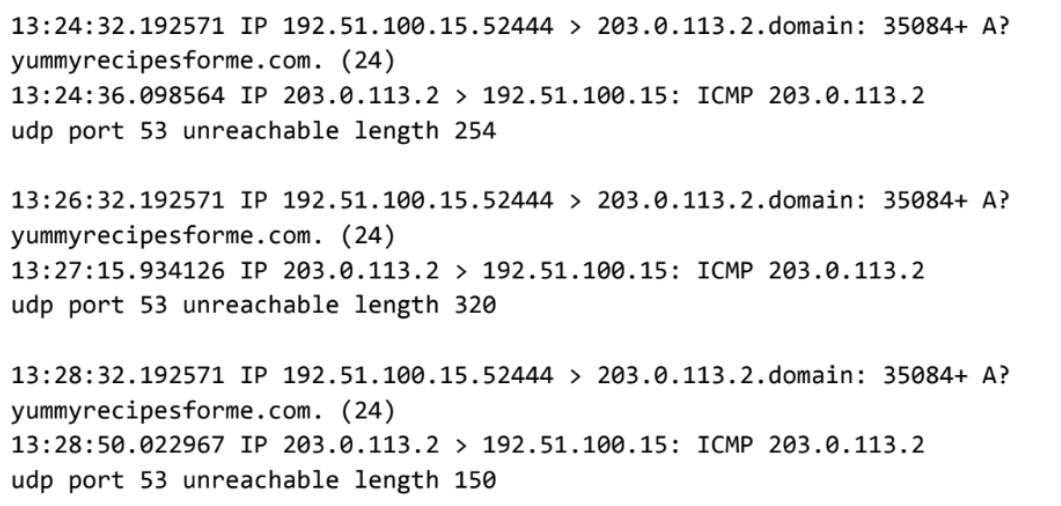 13:24:32.192571 IP 192.51.100.15.52444 > 203.0.113.2.domain: 35084+ A?
yummyrecipesforme.com. (24)
13:24:36.098564 IP 203.0.113.2 > 192.51.100.15: ICMP 203.0.113.2
udp port 53 unreachable length 254
13:26:32.192571 IP 192.51.100.15.52444 > 203.0.113.2.domain: 35084+ A?
yummyrecipesforme.com. (24)
13:27:15.934126 IP 203.0.113.2 > 192.51.100.15: ICMP 203.0.113.2
udp port 53 unreachable length 320
13:28:32.192571 IP 192.51.100.15.52444 > 203.0.113.2.domain: 35084+ A?
yummyrecipesforme.com. (24)
13:28:50.022967 IP 203.0.113.2 > 192.51.100.15: ICMP 203.0.113.2
udp port 53 unreachable length 150